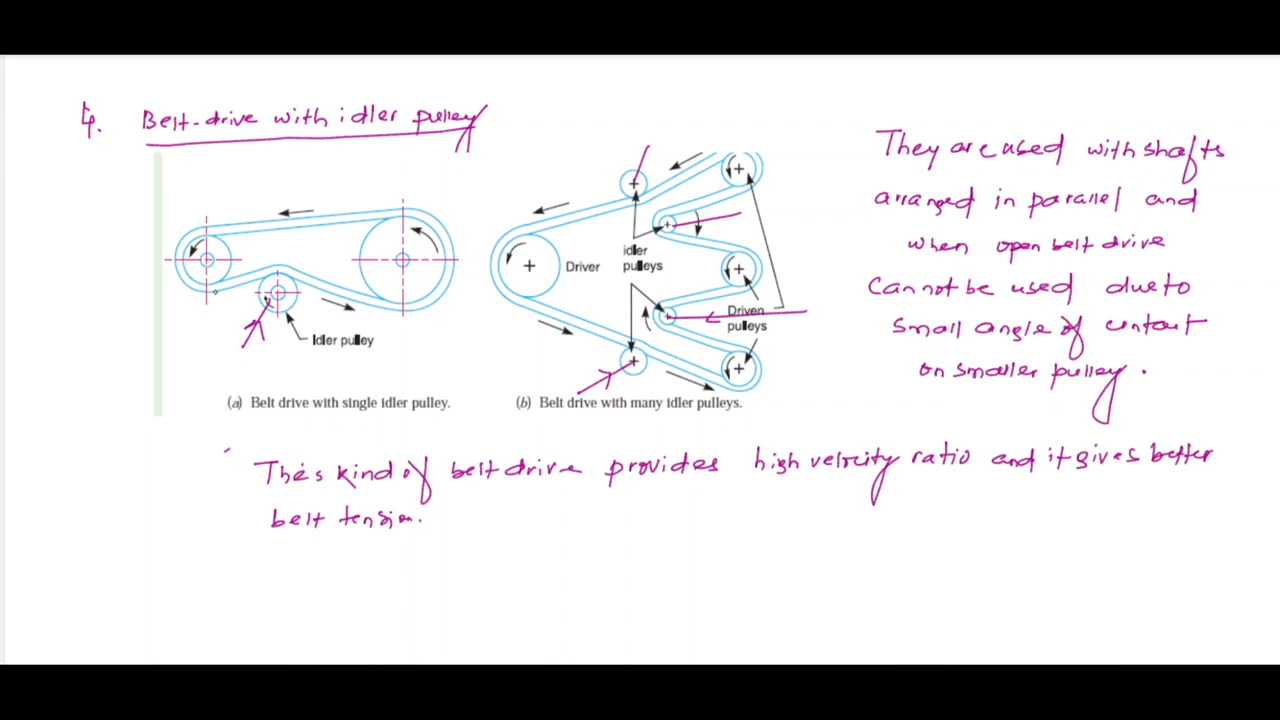 4. Belt-drive with idler pulley
They are used with shafts
arranged in parallel and
when open belt drive
cannot be used due to
small angle of contact
on smaller pulley.
idler
pulleys
Driver
Idler pulley
Driven
pulleys
(a) Belt drive with single idler pulley.
(b) Belt drive with many idler pulleys.
This kind of belt drive provides high velocity ratio and it gives better
belt tension.